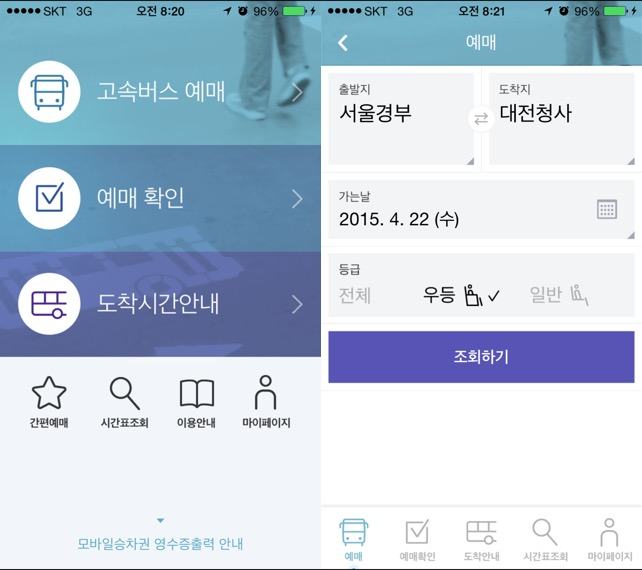 SKT 3G 오전 8:20 96%
고속버스 예매
예매 확인
도착시간안내
간편예매 시간표조회 이용안내 마이페이지
모바일승차권 영수증출력 안내
SKT 3G 오전 8:21 96%
예매
출발지 도착지
서울경부 대전청사
가는날
2015. 4. 22 (수)
등급
전체 우등 일반
조회하기
예매 예매확인 도착안내 시간표조회 마이페이지